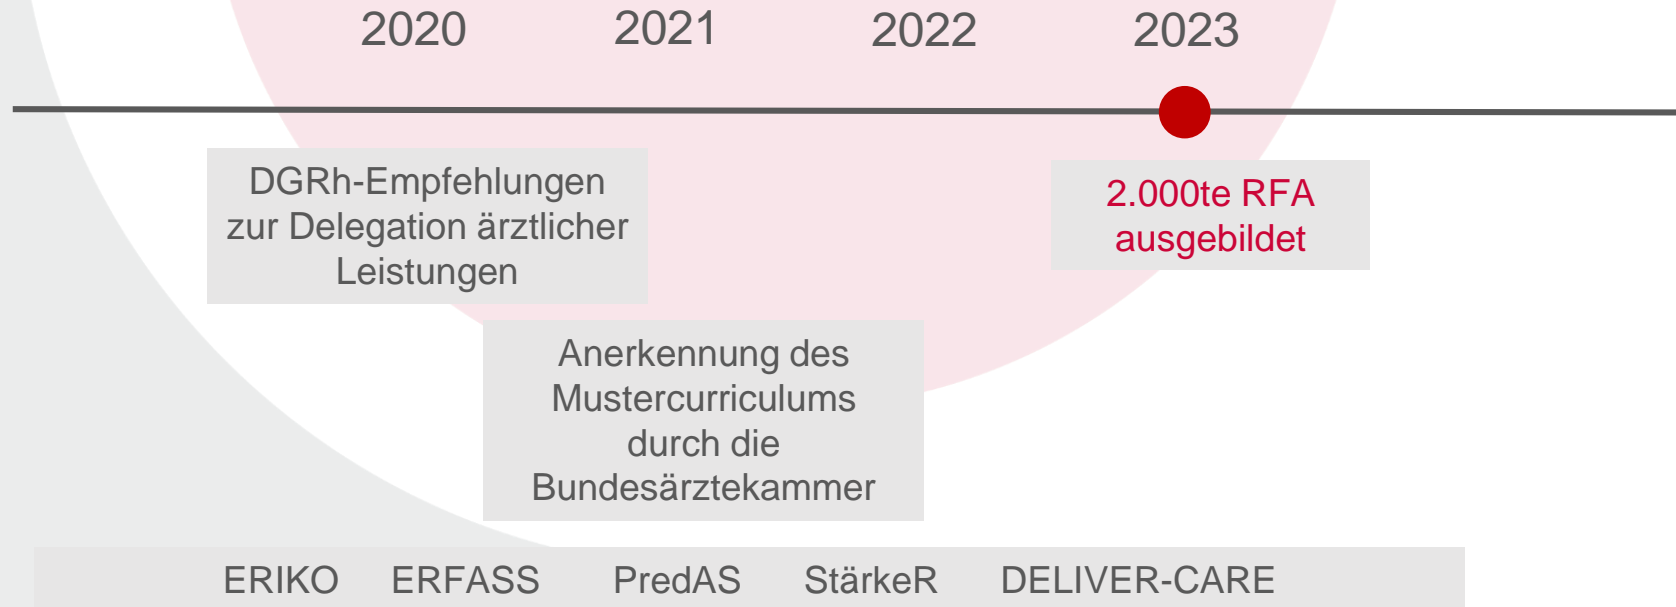 2020 2021 2022 2023
DGRh-Empfehlungen
zur Delegation ärztlicher
Leistungen
2.000te RFA
ausgebildet
Anerkennung des
Mustercurriculums
durch die
Bundesärztekammer
ERIKO ERFASS PredAS StärkeR DELIVER-CARE